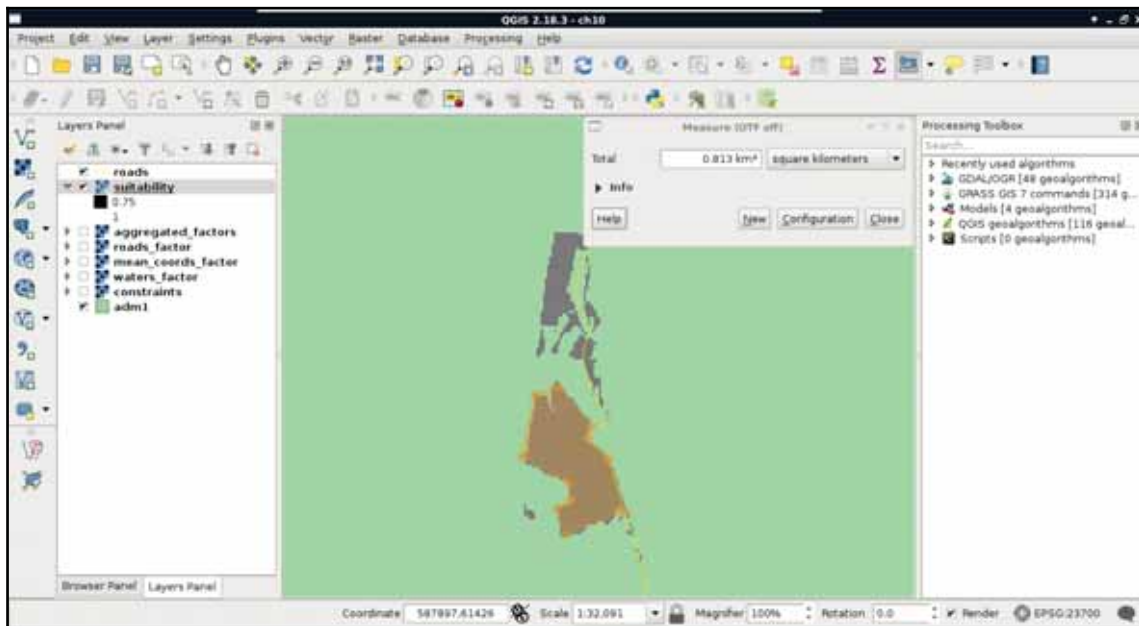 QGIS 2.18.3 - ch10
Project Edit View Layer Settings Plugins Vector Raster Database Processing Help
Layers Panel
roads
suitability
0.75
1
aggregated_factors
roads_factor
mean_coords_factor
waters_factor
constraints
adm1
Browser Panel Layers Panel
Measure (OTF off)
Total 0.813 km² square kilometers
Info
Help New Configuration Close
Processing Toolbox
Search...
Recently used algorithms
GDAL/OGR [48 geoalgorithms]
GRASS GIS 7 commands [314 g...
Models [4 geoalgorithms]
QGIS geoalgorithms [116 geoal...
Scripts [0 geoalgorithms]
Coordinate 587897,61426 Scale 1:32,091 Magnifier 100% Rotation 0.0 Render EPSG:23700